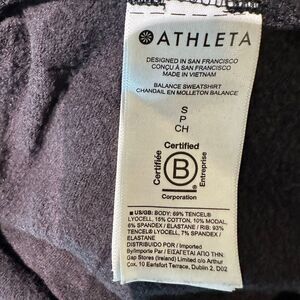 ATHLETA
DESIGNED IN SAN FRANCISCO
CONÇU À SAN FRANCISCO
MADE IN VIETNAM
BALANCE SWEATSHIRT
CHANDAIL EN MOLLETON BALANCE
S
P
CH
Certified
Certifiée
B
Entreprise
Corporation
■ US/GB: BODY: 69% TENCEL®
LYOCELL, 15% COTTON, 10% MODAL,
6% SPANDEX / ELASTANE / RIB: 93%
TENCEL® LYOCELL, 7% SPANDEX /
ELASTANE
DISTRIBUIDO POR / Imported
By/Importe Par / ΕΙΣΑΓΕΤΑΙ ΑΠΟ ΤΗΝ:
Gap Stores (Ireland) Limited c/o Arthur
Cox, 10 Earlsfort Terrace, Dublin 2, D02